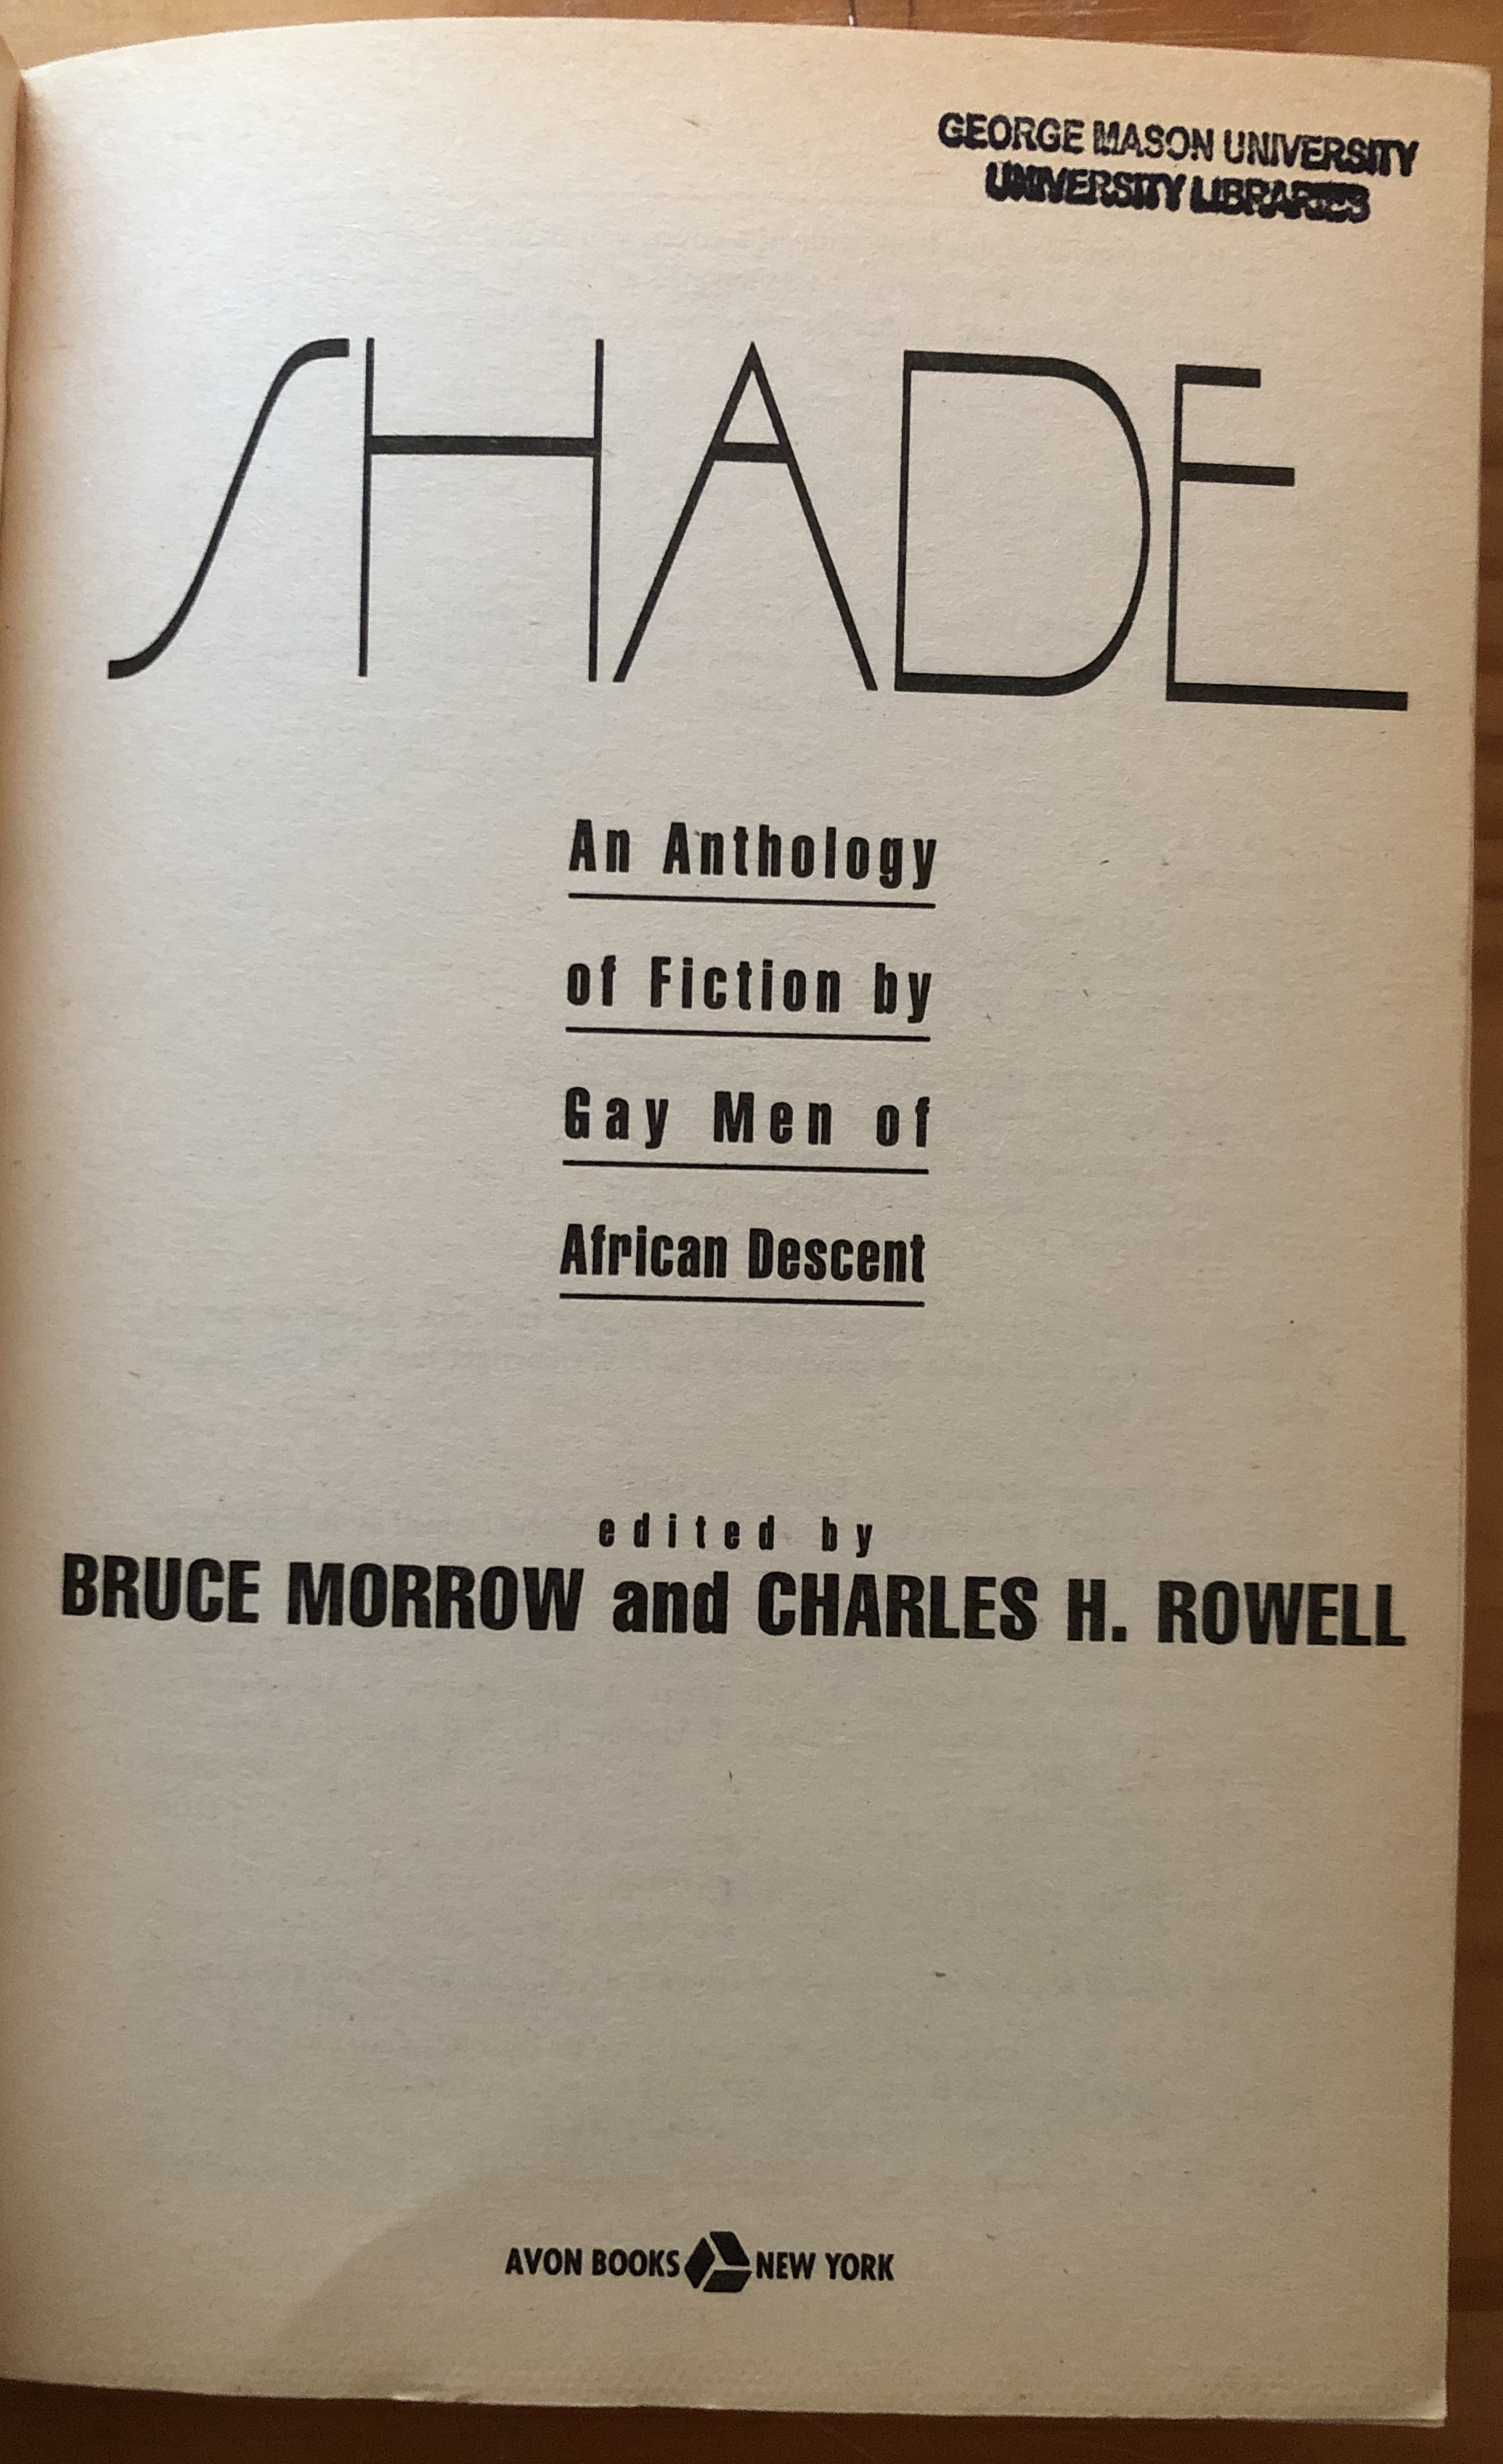 GEORGE MASON UNIVERSITY
UNIVERSITY LIBRARIES
SHADE
An Anthology
of Fiction by
Gay Men of
African Descent
edited by
BRUCE MORROW and CHARLES H. ROWELL
AVON BOOKS NEW YORK